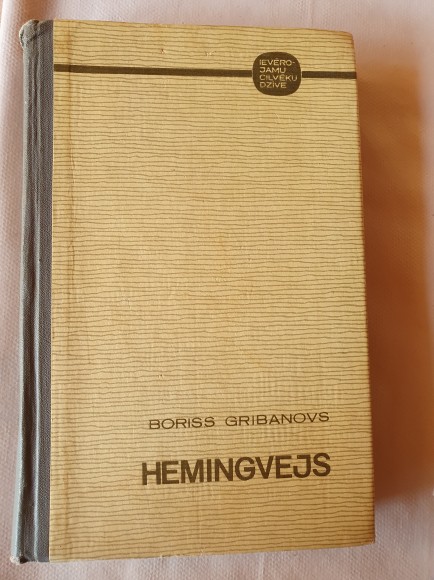 IEVĒRO-
JAMU
CILVĒKU
DZĪVE
BORISS GRIBANOVS
HEMINGVEJS